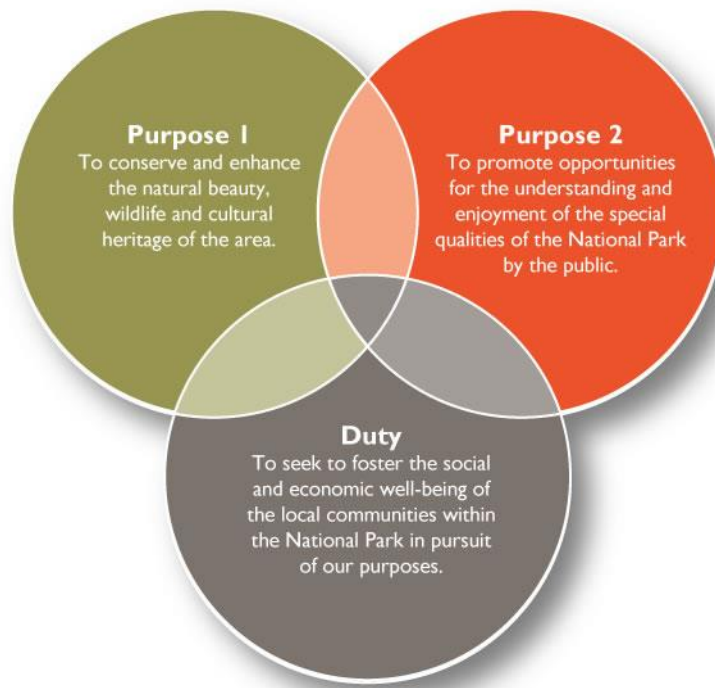 Purpose 1
To conserve and enhance
the natural beauty,
wildlife and cultural
heritage of the area.
Purpose 2
To promote opportunities
for the understanding and
enjoyment of the special
qualities of the National Park
by the public.
Duty
To seek to foster the social
and economic well-being of
the local communities within
the National Park in pursuit
of our purposes.